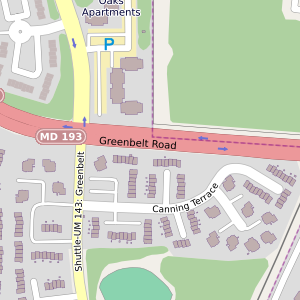 Oaks
Apartments
P
MD 193
Greenbelt Road
Canning Terrace
Shuttle-UM 143: Greenbelt